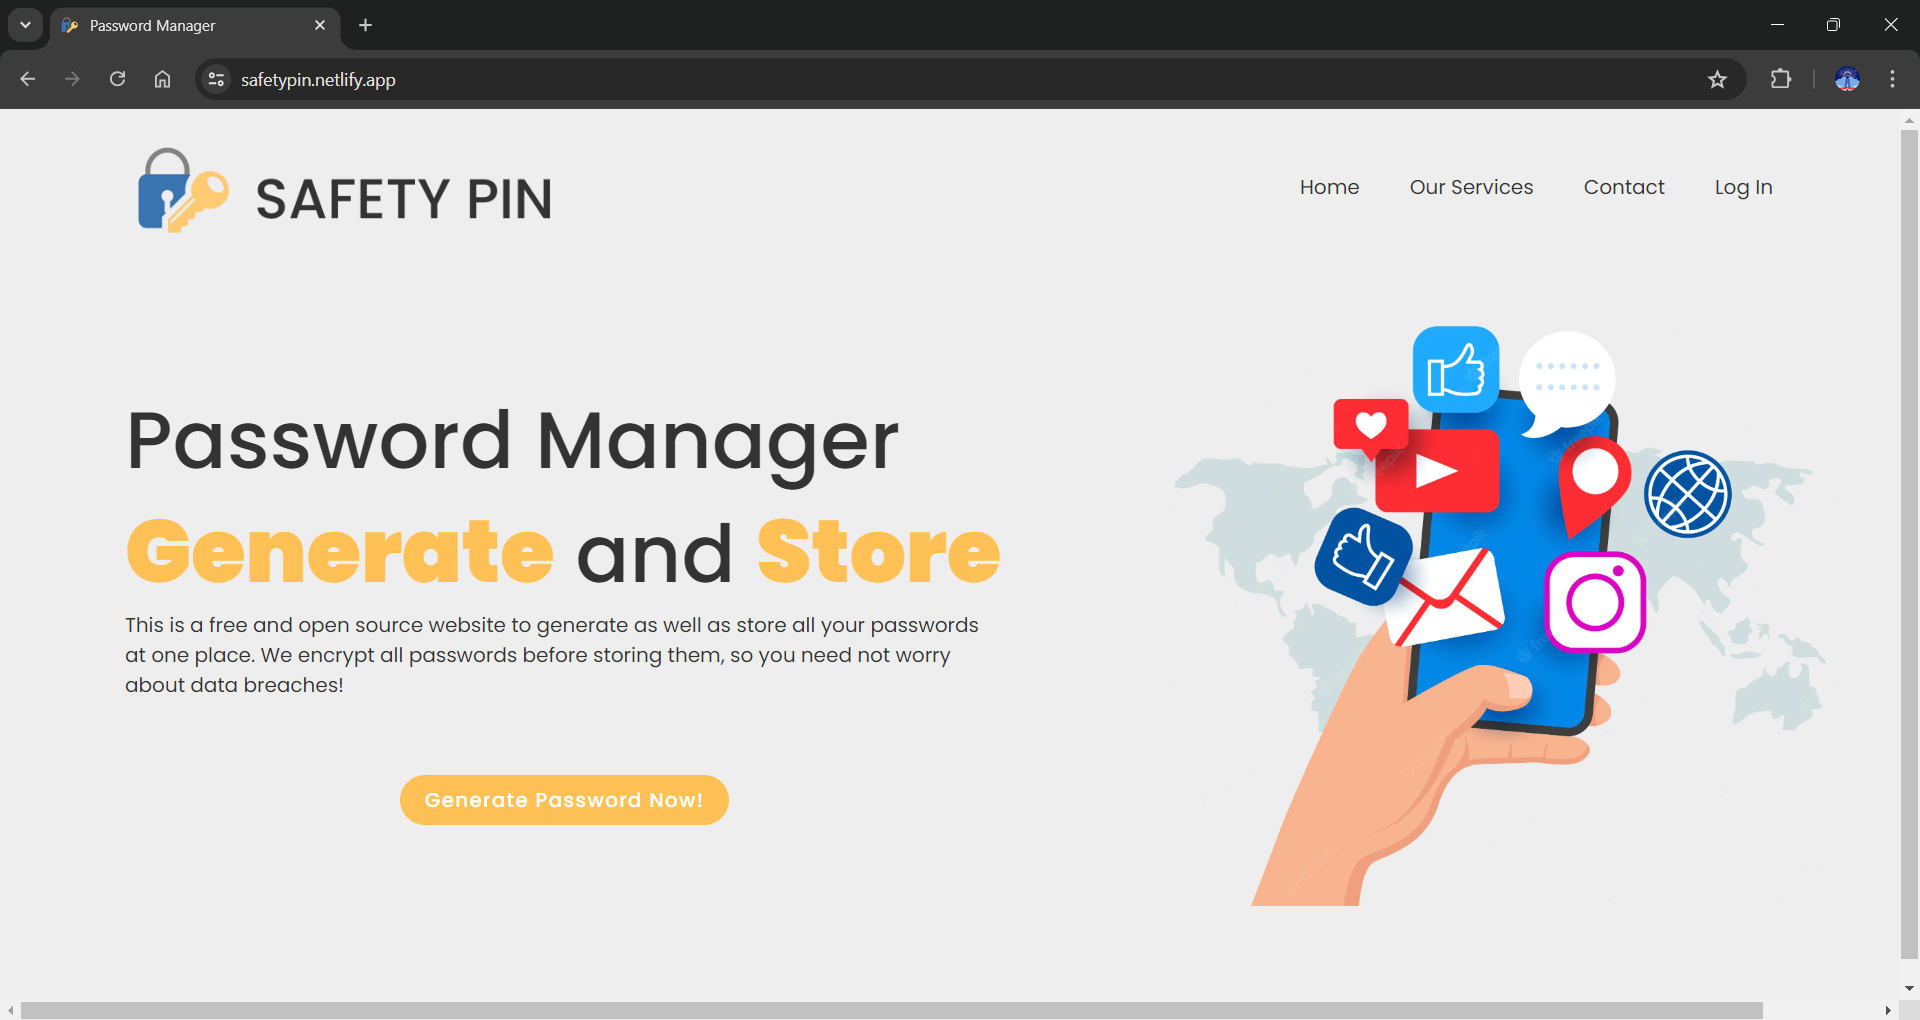 Password Manager
safetypin.netlify.app
SAFETY PIN
Home Our Services Contact Log In
Password Manager
Generate and Store
This is a free and open source website to generate as well as store all your passwords
at one place. We encrypt all passwords before storing them, so you need not worry
about data breaches!
Generate Password Now!